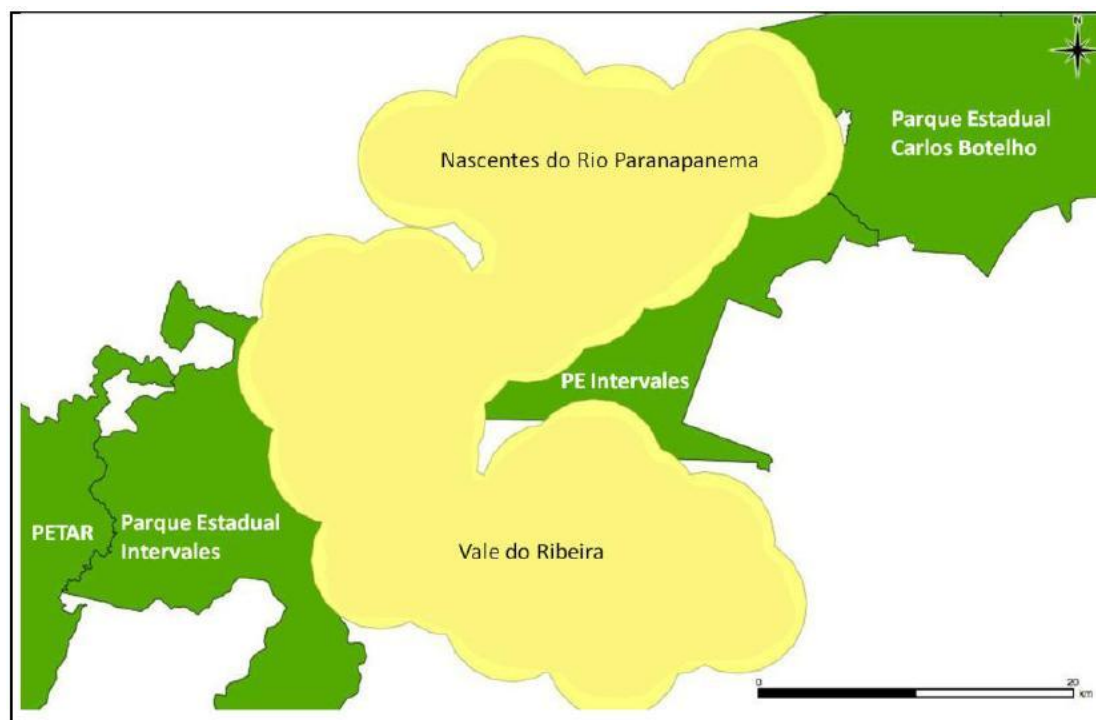 N
Parque Estadual
Carlos Botelho
Nascentes do Rio Paranapanema
PE Intervales
PETAR
Parque Estadual
Intervales
Vale do Ribeira
0
20
km